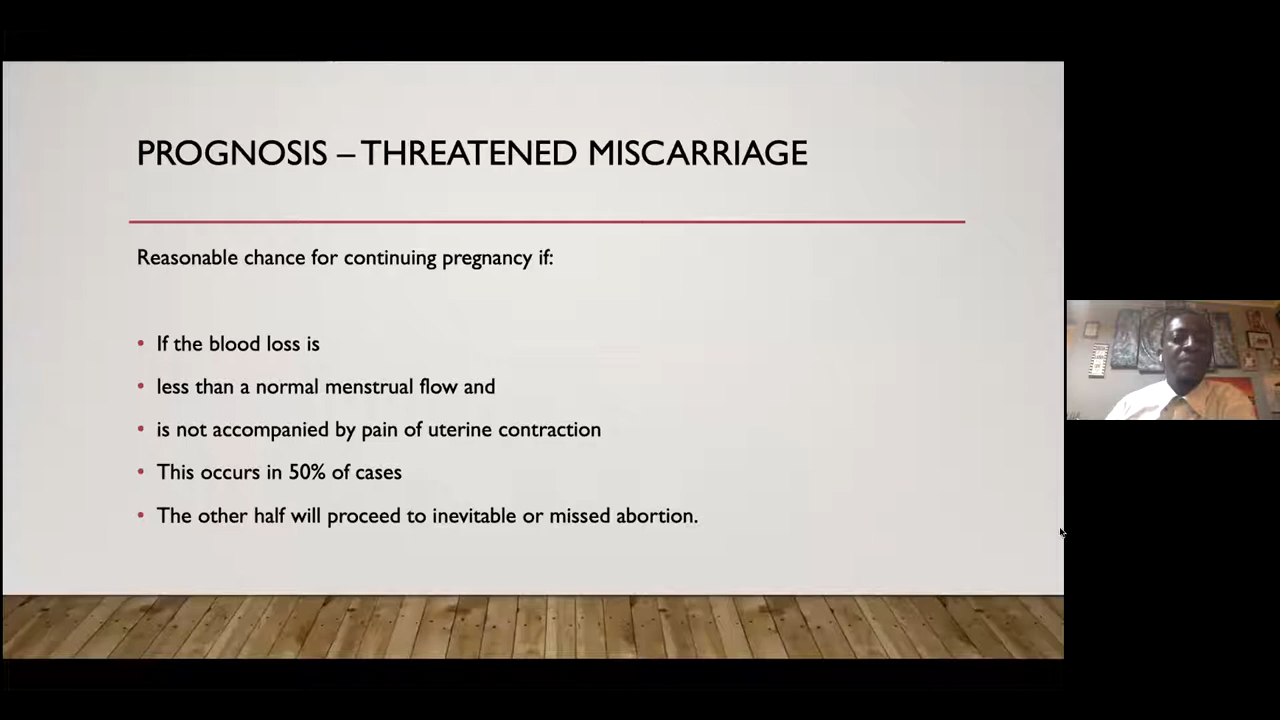 PROGNOSIS – THREATENED MISCARRIAGE
Reasonable chance for continuing pregnancy if:
• If the blood loss is
• less than a normal menstrual flow and
• is not accompanied by pain of uterine contraction
• This occurs in 50% of cases
• The other half will proceed to inevitable or missed abortion.